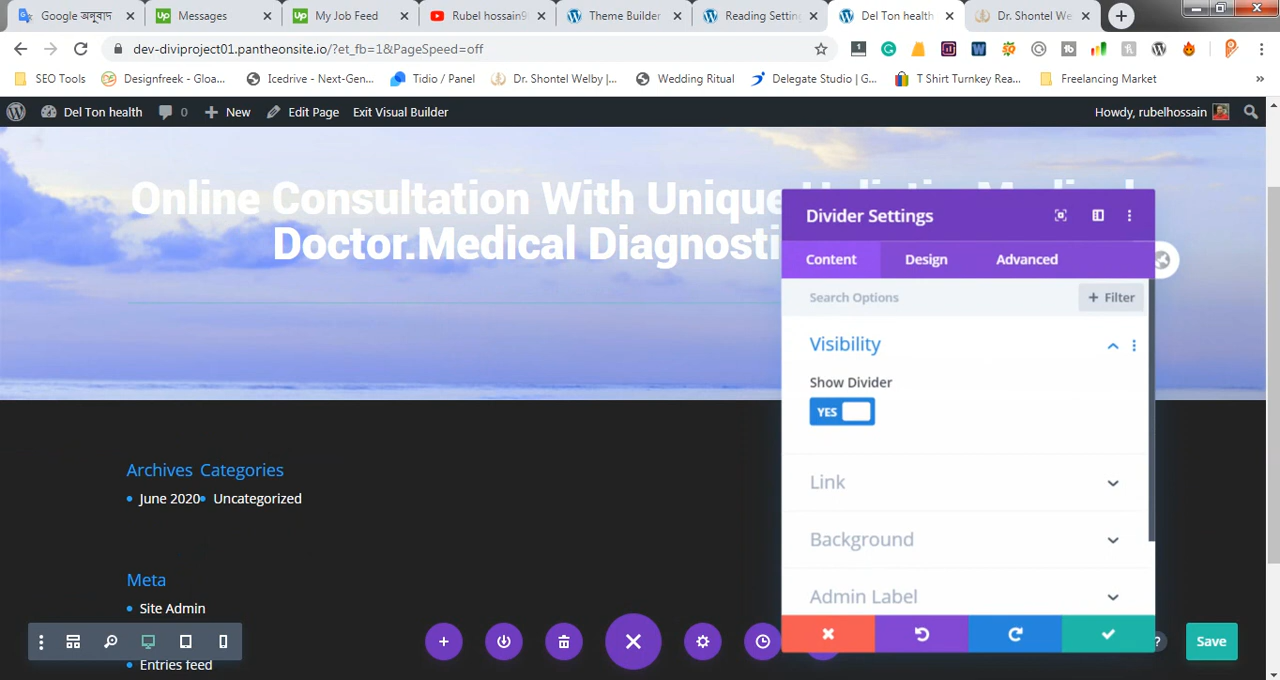 Google অনুবাদ
Messages
My Job Feed
Rubel hossain9
Theme Builder
Reading Settin
Del Ton health
Dr. Shontel We
dev-diviproject01.pantheonsite.io/?et_fb=1&PageSpeed=off
SEO Tools
Designfreek - Gloa...
Icedrive - Next-Gen...
Tidio / Panel
Dr. Shontel Welby |...
Wedding Ritual
Delegate Studio | G...
T Shirt Turnkey Rea...
Freelancing Market
Del Ton health
0
New
Edit Page
Exit Visual Builder
Howdy, rubelhossain
Online Consultation With Unique
Doctor.Medical Diagnosti
Divider Settings
Content
Design
Advanced
Search Options
+ Filter
Visibility
Show Divider
YES
Link
Background
Admin Label
Archives
Categories
June 2020
Uncategorized
Meta
Site Admin
Entries feed
?
Save